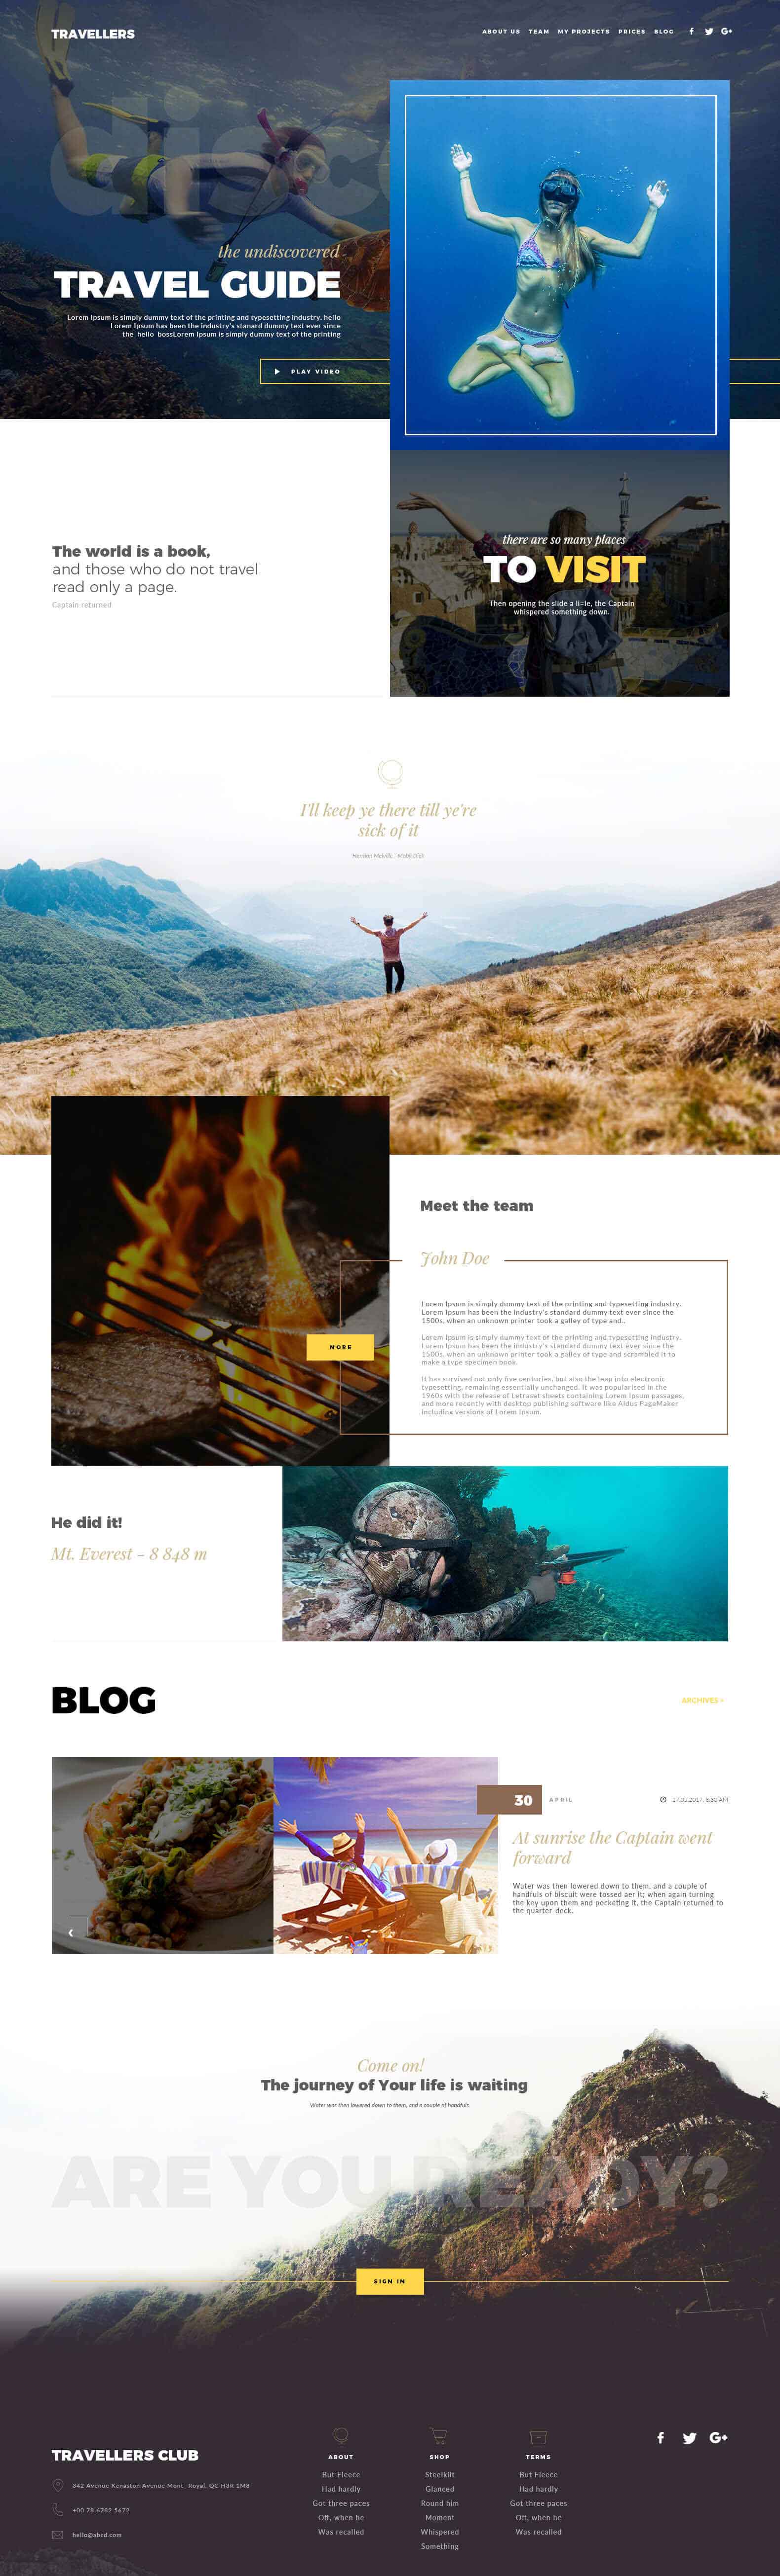 TRAVELLERS
ABOUT US TEAM MY PROJECTS PRICES BLOG
disc
the undiscovered
TRAVEL GUIDE
Lorem Ipsum is simply dummy text of the printing and typesetting industry. hello
Lorem Ipsum has been the industry's stanard dummy text ever since
the hello bossLorem Ipsum is simply dummy text of the printing
PLAY VIDEO
The world is a book,
and those who do not travel
read only a page.
Captain returned
there are so many places
TO VISIT
Then opening the slide a li=le, the Captain
whispered something down.
I'll keep ye there till ye're
sick of it
Herman Melville - Moby Dick
Meet the team
John Doe
Lorem Ipsum is simply dummy text of the printing and typesetting industry.
Lorem Ipsum has been the industry's standard dummy text ever since the
1500s, when an unknown printer took a galley of type and..
Lorem Ipsum is simply dummy text of the printing and typesetting industry.
Lorem Ipsum has been the industry's standard dummy text ever since the
1500s, when an unknown printer took a galley of type and scrambled it to
make a type specimen book.
It has survived not only five centuries, but also the leap into electronic
typesetting, remaining essentially unchanged. It was popularised in the
1960s with the release of Letraset sheets containing Lorem Ipsum passages,
and more recently with desktop publishing software like Aldus PageMaker
including versions of Lorem Ipsum.
MORE
He did it!
Mt. Everest - 8 848 m
BLOG
ARCHIVES ›
30 APRIL
17.05.2017, 8:30 AM
At sunrise the Captain went
forward
Water was then lowered down to them, and a couple of
handfuls of biscuit were tossed aer it; when again turning
the key upon them and pocketing it, the Captain returned to
the quarter-deck.
Come on!
The journey of Your life is waiting
Water was then lowered down to them, and a couple of handfuls.
ARE YOU READY?
SIGN IN
TRAVELLERS CLUB
342 Avenue Kenaston Avenue Mont -Royal, QC H3R 1M8
+00 78 6782 5672
hello@abcd.com
ABOUT
But Fleece
Had hardly
Got three paces
Off, when he
Was recalled
SHOP
Steelkilt
Glanced
Round him
Moment
Whispered
Something
TERMS
But Fleece
Had hardly
Got three paces
Off, when he
Was recalled